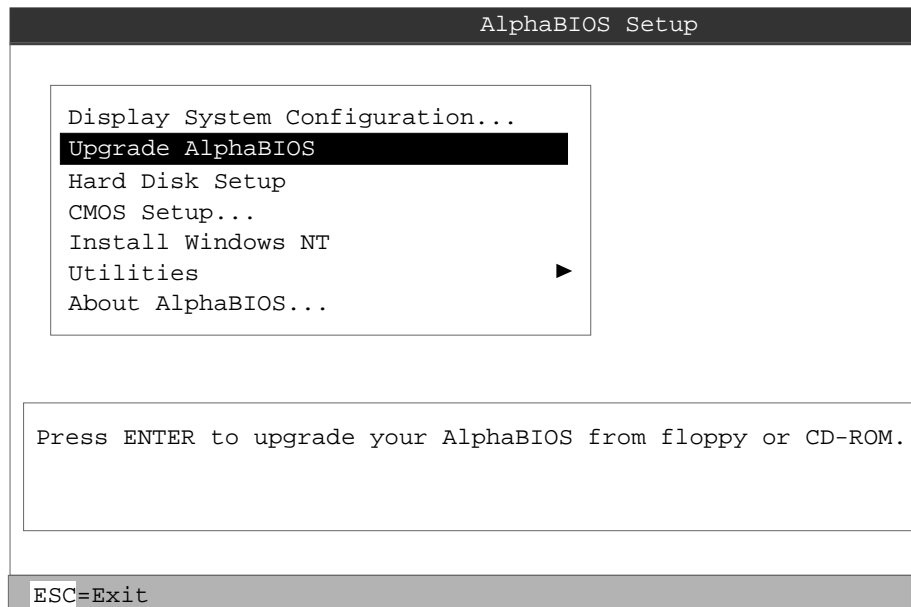 AlphaBIOS Setup
Display System Configuration...
Upgrade AlphaBIOS
Hard Disk Setup
CMOS Setup...
Install Windows NT
Utilities
About AlphaBIOS...
Press ENTER to upgrade your AlphaBIOS from floppy or CD-ROM.
ESC=Exit